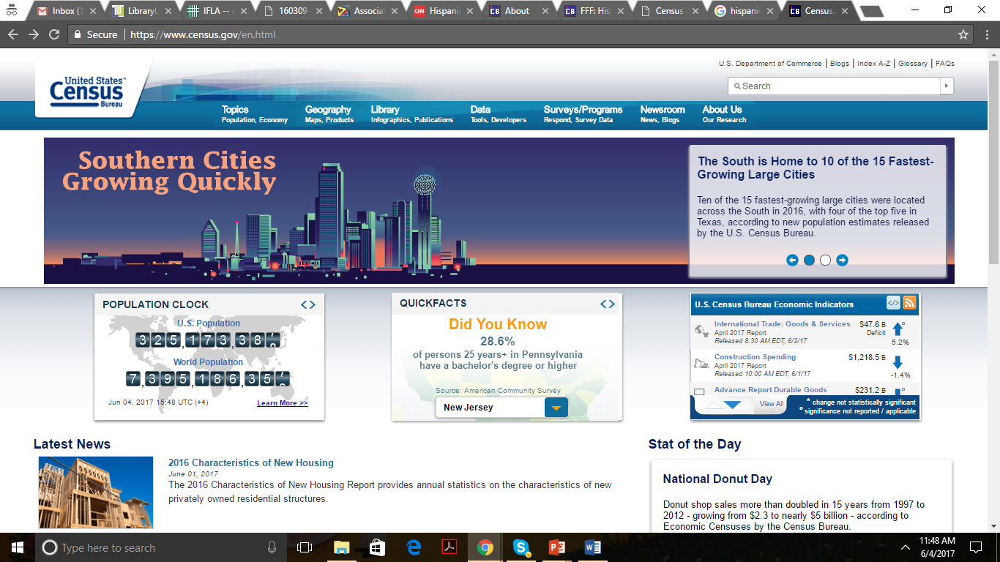 Inbox (1
LibraryL
IFLA -- A
160309-
Associat
Hispanic
About
FFF: His
Census
hispanic
Census.
Secure
https://www.census.gov/en.html
U.S. Department of Commerce | Blogs | Index A-Z | Glossary | FAQs
United States™
Census
Bureau
Search
Topics
Population, Economy
Geography
Maps, Products
Library
Infographics, Publications
Data
Tools, Developers
Surveys/Programs
Respond, Survey Data
Newsroom
News, Blogs
About Us
Our Research
Southern Cities
Growing Quickly
The South is Home to 10 of the 15 Fastest-
Growing Large Cities
Ten of the 15 fastest-growing large cities were located
across the South in 2016, with four of the top five in
Texas, according to new population estimates released
by the U.S. Census Bureau.
POPULATION CLOCK
U.S. Population
325,173,38
World Population
7,395,186,35
Jun 04, 2017 15:48 UTC (+4)
Learn More >>
QUICKFACTS
Did You Know
28.6%
of persons 25 years+ in Pennsylvania
have a bachelor's degree or higher
Source: American Community Survey
New Jersey
U.S. Census Bureau Economic Indicators
International Trade: Goods & Services $47.6 B
April 2017 Report Deficit
Released 8:30 AM EDT, 6/2/17 5.2%
Construction Spending $1,218.5 B
April 2017 Report
Released 10:00 AM EDT, 6/1/17 -1.4%
Advance Report Durable Goods $231.2 B
View All
* change not statistically significant
° significance not reported / applicable
Latest News
2016 Characteristics of New Housing
June 01, 2017
The 2016 Characteristics of New Housing Report provides annual statistics on the characteristics of new
privately owned residential structures.
Stat of the Day
National Donut Day
Donut shop sales more than doubled in 15 years from 1997 to
2012 - growing from $2.3 to nearly $5 billion - according to
Economic Censuses by the Census Bureau.
Type here to search
11:48 AM
6/4/2017